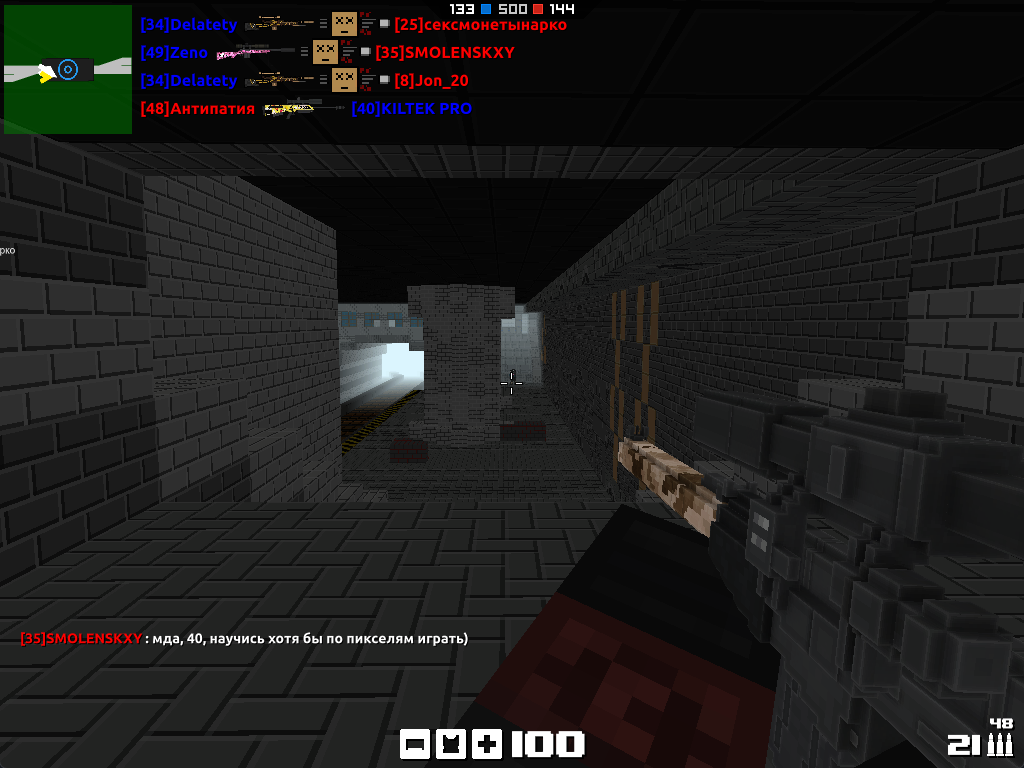 133 500 144
[34]Delatety [25]сексмонетынарко
[49]Zeno [35]SMOLENSKXY
[34]Delatety [8]Jon_20
[48]Антипатия [40]KILTEK PRO
рко
[35]SMOLENSKXY : мда, 40, научись хотя бы по пикселям играть)
48
100 21